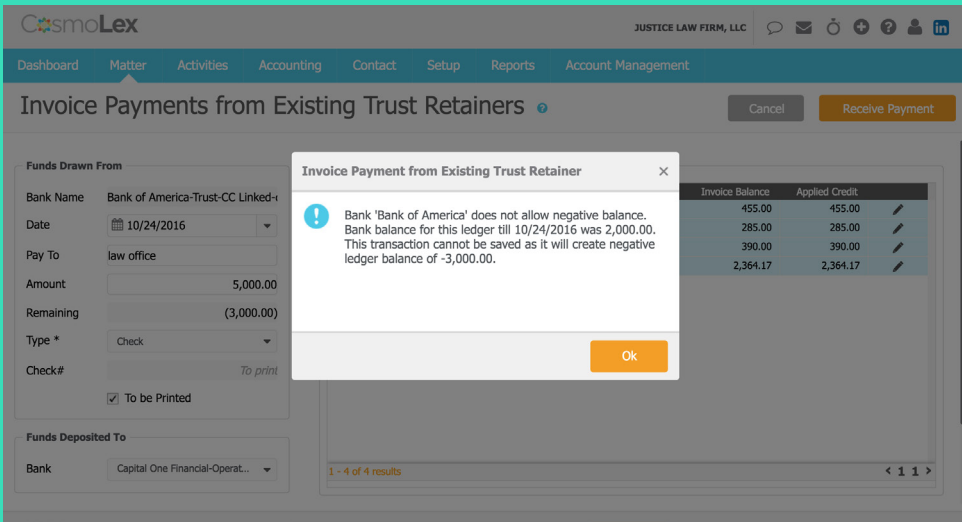 CosmoLex
JUSTICE LAW FIRM, LLC
Dashboard Matter Activities Accounting Contact Setup Reports Account Management
Invoice Payments from Existing Trust Retainers
Cancel Receive Payment
Funds Drawn From
Bank Name Bank of America-Trust-CC Linked-
Date 10/24/2016
Pay To law office
Amount 5,000.00
Remaining (3,000.00)
Type * Check
Check# To print
To be Printed
Funds Deposited To
Bank Capital One Financial-Operat...
Invoice Payment from Existing Trust Retainer
Bank 'Bank of America' does not allow negative balance.
Bank balance for this ledger till 10/24/2016 was 2,000.00.
This transaction cannot be saved as it will create negative
ledger balance of -3,000.00.
Ok
Invoice Balance Applied Credit
455.00 455.00
285.00 285.00
390.00 390.00
2,364.17 2,364.17
1 - 4 of 4 results
< 1 1 >